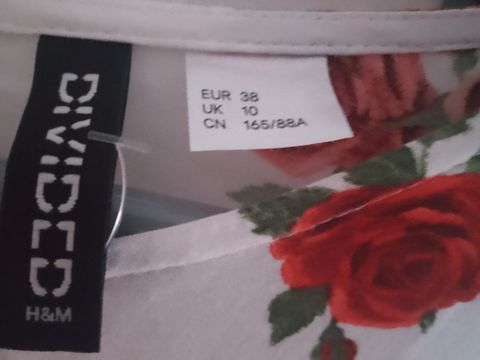 DIVIDED
H&M
EUR 38
UK 10
CN 165/88A